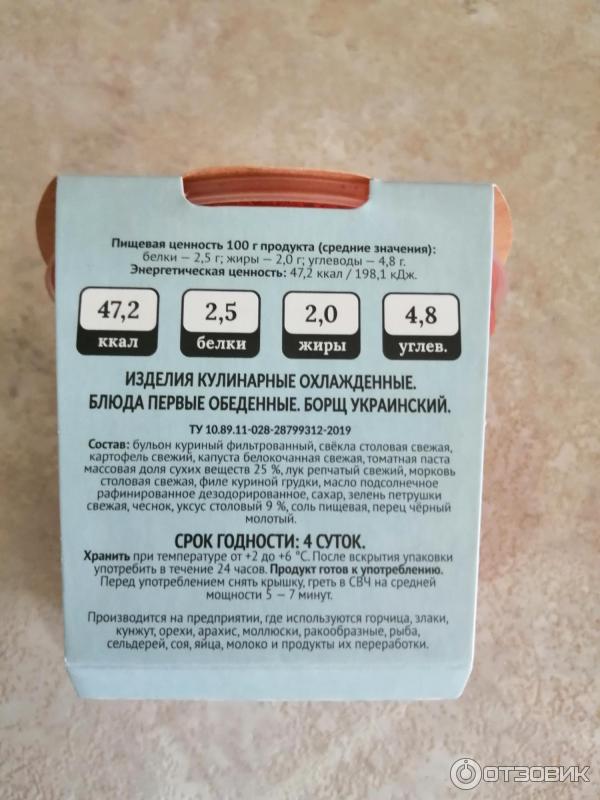 Пищевая ценность 100 г продукта (средние значения):
белки – 2,5 г; жиры – 2,0 г; углеводы – 4,8 г.
Энергетическая ценность: 47,2 ккал / 198,1 кДж.
47,2 2,5 2,0 4,8
ккал белки жиры углев.
ИЗДЕЛИЯ КУЛИНАРНЫЕ ОХЛАЖДЕННЫЕ.
БЛЮДА ПЕРВЫЕ ОБЕДЕННЫЕ. БОРЩ УКРАИНСКИЙ.
ТУ 10.89.11-028-28799312-2019
Состав: бульон куриный фильтрованный, свёкла столовая свежая,
картофель свежий, капуста белокочанная свежая, томатная паста
массовая доля сухих веществ 25 %, лук репчатый свежий, морковь
столовая свежая, филе куриной грудки, масло подсолнечное
рафинированное дезодорированное, сахар, зелень петрушки
свежая, чеснок, уксус столовый 9 %, соль пищевая, перец чёрный
молотый.
СРОК ГОДНОСТИ: 4 СУТОК.
Хранить при температуре от +2 до +6 °С. После вскрытия упаковки
употребить в течение 24 часов. Продукт готов к употреблению.
Перед употреблением снять крышку, греть в СВЧ на средней
мощности 5 – 7 минут.
Производится на предприятии, где используются горчица, злаки,
кунжут, орехи, арахис, моллюски, ракообразные, рыба,
сельдерей, соя, яйца, молоко и продукты их переработки.
ОТЗОВИК